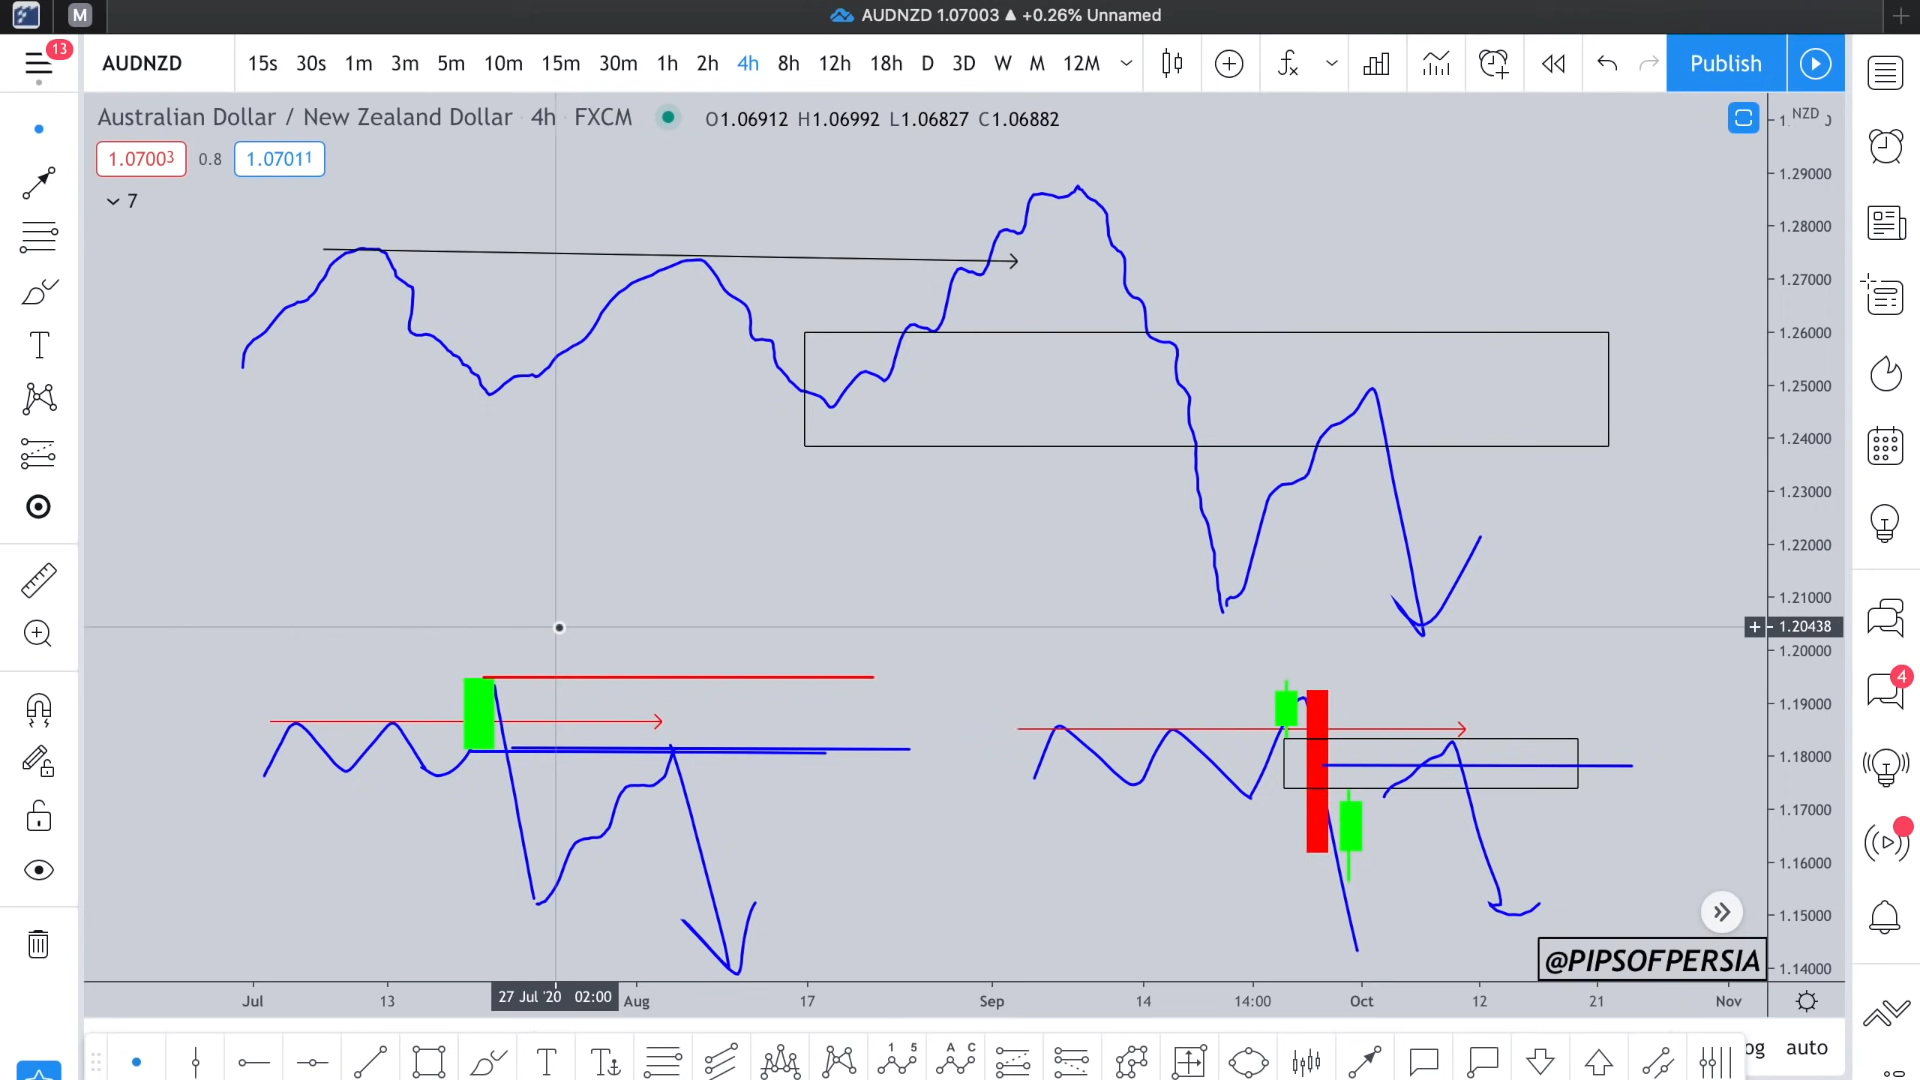 M
AUDNZD 1.07003 ▲ +0.26% Unnamed
13
AUDNZD 15s 30s 1m 3m 5m 10m 15m 30m 1h 2h 4h 8h 12h 18h D 3D W M 12M Publish
Australian Dollar / New Zealand Dollar · 4h · FXCM O1.06912 H1.06992 L1.06827 C1.06882
NZD
1.07003 0.8 1.07011
7
1.29000
1.28000
1.27000
1.26000
1.25000
1.24000
1.23000
1.22000
1.21000
+ 1.20438
1.20000
4
1.19000
1.18000
1.17000
1.16000
1.15000
@PIPSOFPERSIA
1.14000
Jul 13 27 Jul '20 02:00 Aug 17 Sep 14 14:00 Oct 12 21 Nov
T T 1 5 A C og auto